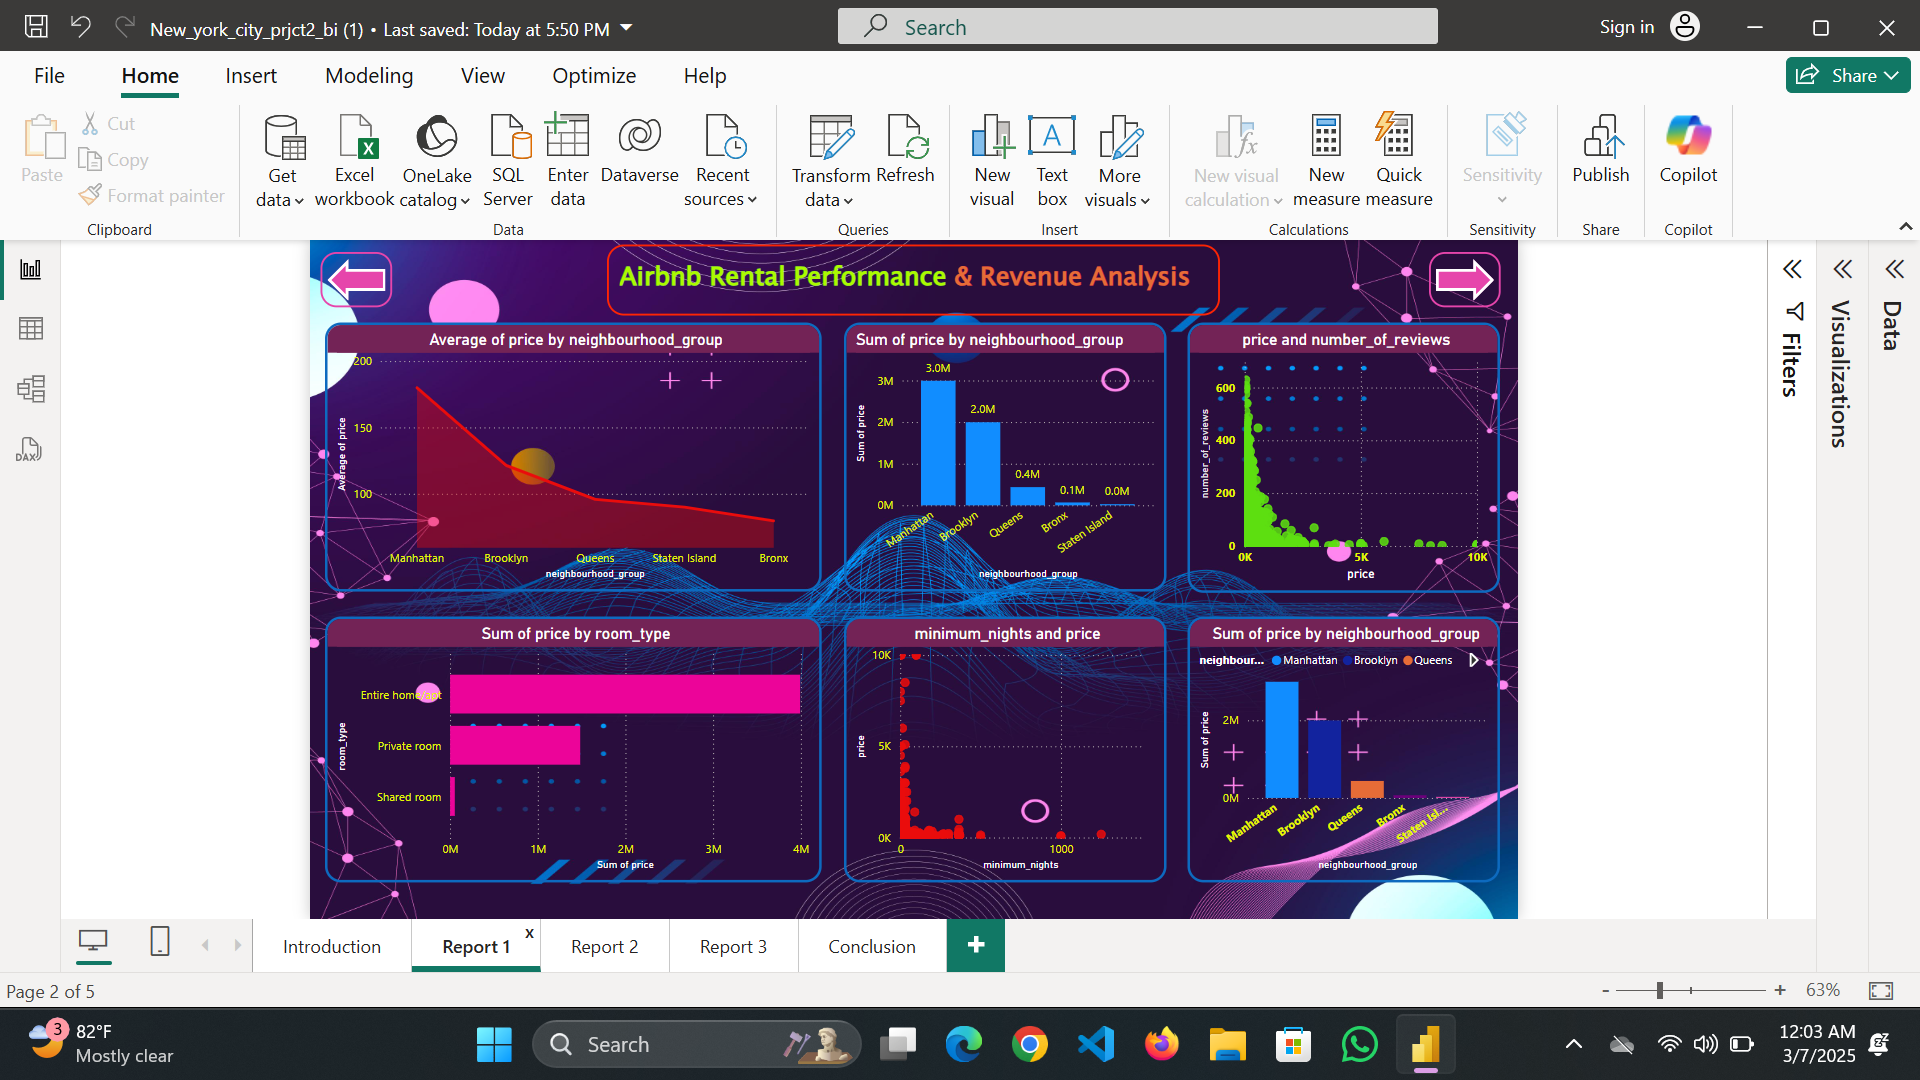 New_york_city_prjct2_bi (1) • Last saved: Today at 5:50 PM
Search
Sign in
File
Home
Insert
Modeling
View
Optimize
Help
Share
Paste
Cut
Copy
Format painter
Clipboard
Get data
Excel workbook
OneLake catalog
SQL Server
Enter data
Dataverse
Recent sources
Data
Transform data
Refresh
Queries
New visual
Text box
More visuals
Insert
New visual calculation
New measure
Quick measure
Calculations
Sensitivity
Sensitivity
Publish
Share
Copilot
Copilot
DAX
Airbnb Rental Performance & Revenue Analysis
Average of price by neighbourhood_group
200
150
100
Average of price
Manhattan
Brooklyn
Queens
Staten Island
Bronx
neighbourhood_group
Sum of price by neighbourhood_group
3M
2M
1M
0M
Sum of price
3.0M
2.0M
0.4M
0.1M
0.0M
Manhattan
Brooklyn
Queens
Bronx
Staten Island
neighbourhood_group
price and number_of_reviews
600
400
200
0
number_of_reviews
0K
5K
10K
price
Sum of price by room_type
room_type
Entire home/apt
Private room
Shared room
0M
1M
2M
3M
4M
Sum of price
minimum_nights and price
10K
5K
0K
price
0
1000
minimum_nights
Sum of price by neighbourhood_group
neighbour...
Manhattan
Brooklyn
Queens
2M
0M
Sum of price
Manhattan
Brooklyn
Queens
Bronx
Staten Isl...
neighbourhood_group
Filters
Visualizations
Data
Introduction
Report 1
x
Report 2
Report 3
Conclusion
+
Page 2 of 5
- + 63%
3
82°F
Mostly clear
Search
12:03 AM
3/7/2025